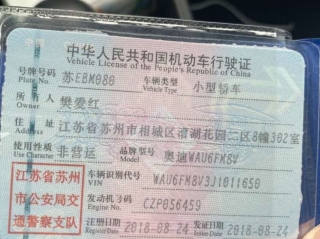 中华人民共和国机动车行驶证
Vehicle License of the People's Republic of China
号牌号码 苏EBM080 车辆类型 小型轿车
Plate No. Vehicle Type
所有人 樊爱红
Owner
住址 江苏省苏州市相城区清湖花园二区8幢302室
Address
使用性质 非营运 品牌型号 奥迪WAU6FM8V
Use Character Model
江苏省苏州
市公安局交
通警察支队
车辆识别代号 WAU6FM8V3J1011650
VIN
发动机号码 CZP056459
Engine No.
注册日期 2018-08-24 发证日期 2018-08-24
Register Date Issue Date